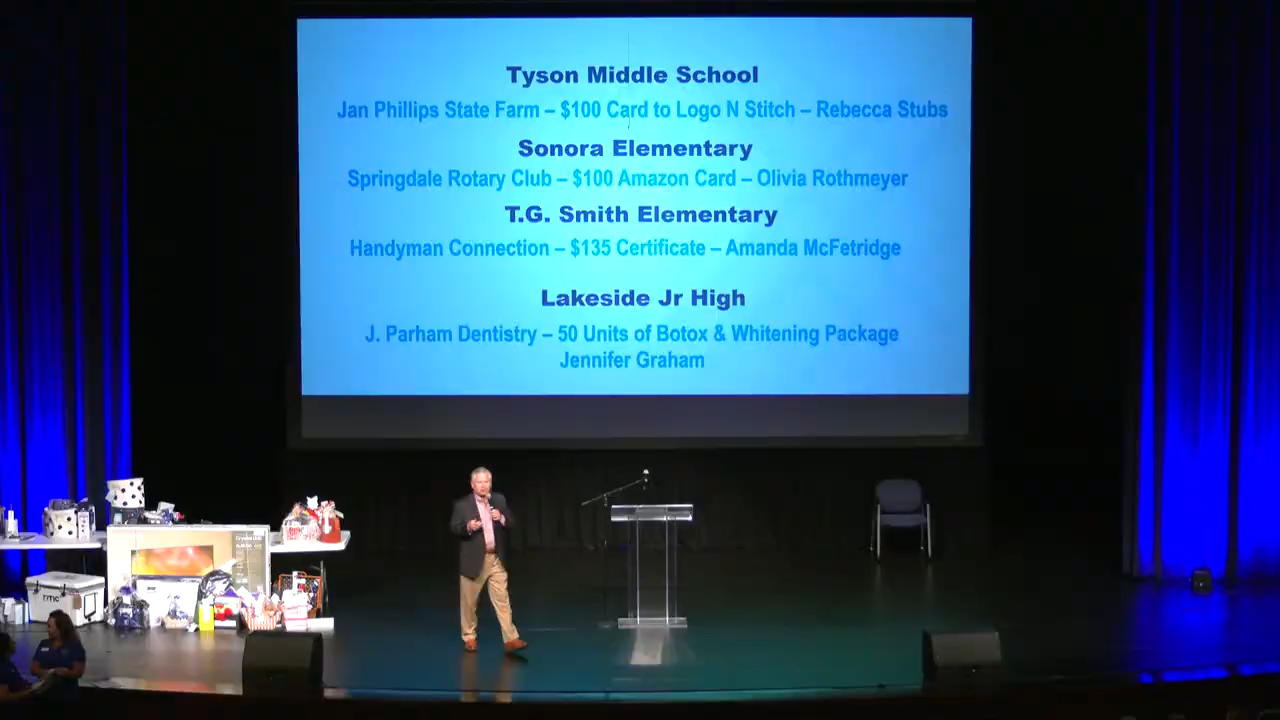 Tyson Middle School
Jan Phillips State Farm – $100 Card to Logo N Stitch – Rebecca Stubs
Sonora Elementary
Springdale Rotary Club – $100 Amazon Card – Olivia Rothmeyer
T.G. Smith Elementary
Handyman Connection – $135 Certificate – Amanda McFetridge
Lakeside Jr High
J. Parham Dentistry – 50 Units of Botox & Whitening Package
Jennifer Graham